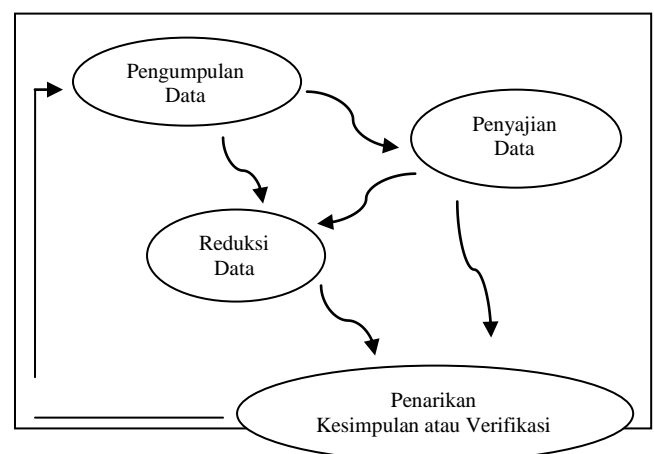 Pengumpulan
Data
Penyajian
Data
Reduksi
Data
Penarikan
Kesimpulan atau Verifikasi